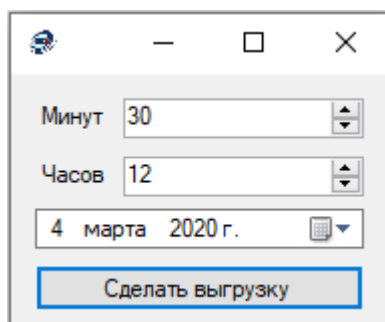 Минут 30
Часов 12
4 марта 2020 г.
Сделать выгрузку